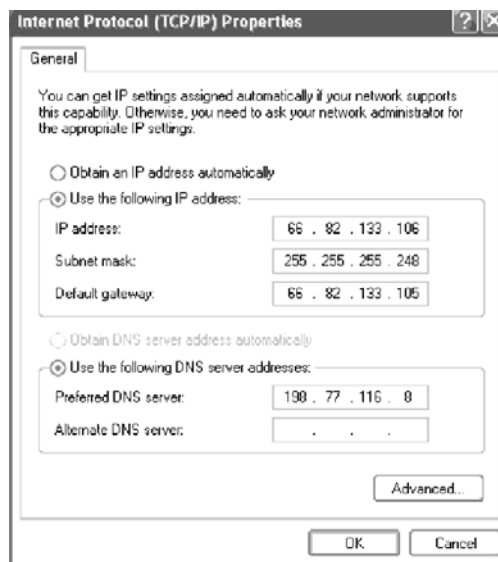 Internet Protocol (TCP/IP) Properties
General
You can get IP settings assigned automatically if your network supports
this capability. Otherwise, you need to ask your network administrator for
the appropriate IP settings.
Obtain an IP address automatically
Use the following IP address:
IP address: 66 . 82 . 133 . 106
Subnet mask: 255 . 255 . 255 . 248
Default gateway: 66 . 82 . 133 . 105
Obtain DNS server address automatically
Use the following DNS server addresses:
Preferred DNS server: 198 . 77 . 116 . 8
Alternate DNS server: . . .
Advanced...
OK Cancel